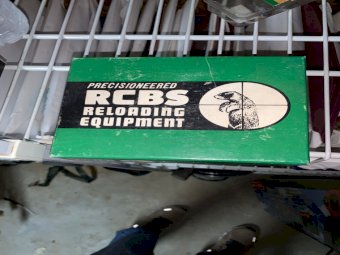 PRECISIONEERED
RCBS
RELOADING
EQUIPMENT